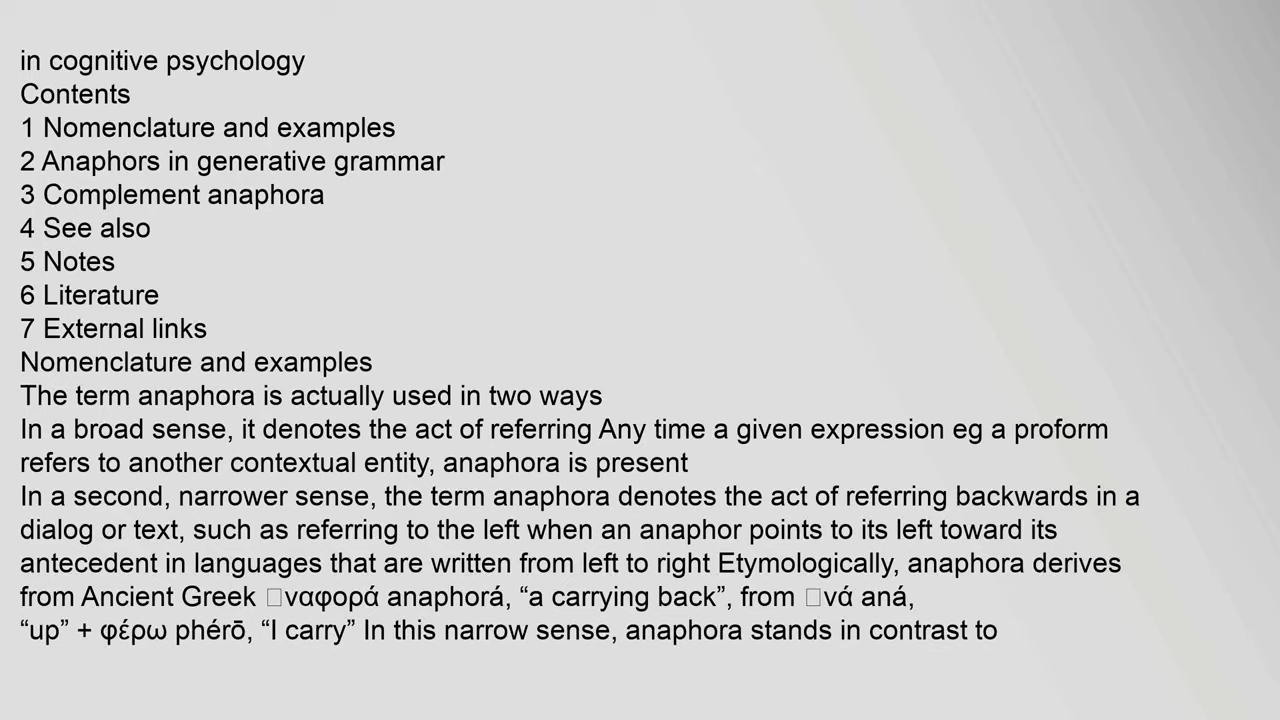 in cognitive psychology
Contents
1 Nomenclature and examples
2 Anaphors in generative grammar
3 Complement anaphora
4 See also
5 Notes
6 Literature
7 External links
Nomenclature and examples
The term anaphora is actually used in two ways
In a broad sense, it denotes the act of referring Any time a given expression eg a proform
refers to another contextual entity, anaphora is present
In a second, narrower sense, the term anaphora denotes the act of referring backwards in a
dialog or text, such as referring to the left when an anaphor points to its left toward its
antecedent in languages that are written from left to right Etymologically, anaphora derives
from Ancient Greek □ναφορά anaphorá, “a carrying back”, from □νά aná,
“up” + φέρω phérō, “I carry” In this narrow sense, anaphora stands in contrast to